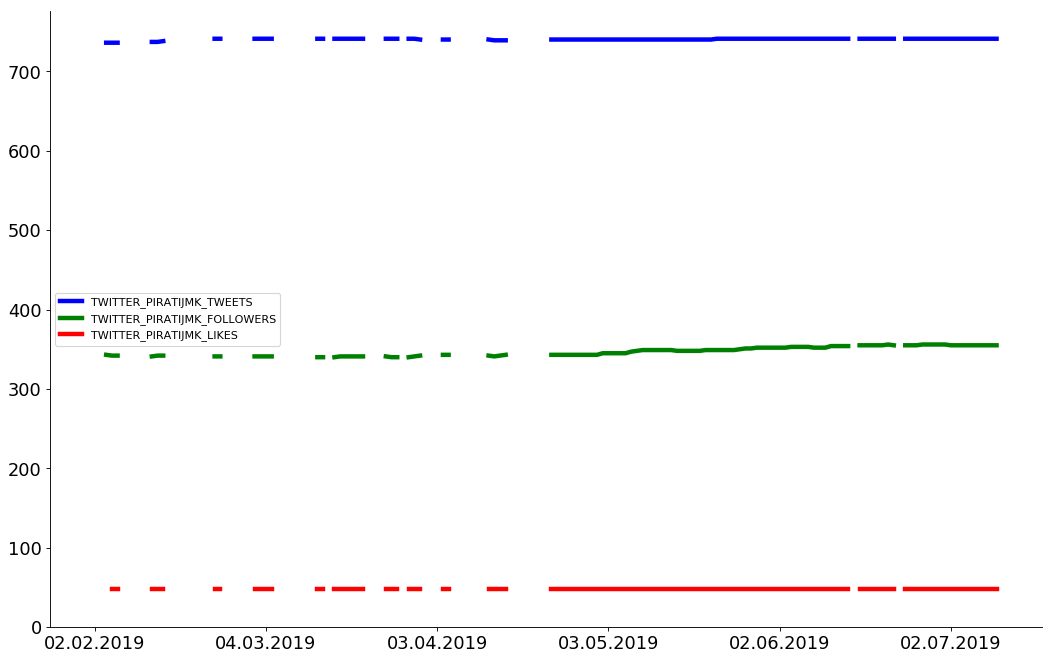 700
600
500
400
300
200
100
0
TWITTER_PIRATIJMK_TWEETS
TWITTER_PIRATIJMK_FOLLOWERS
TWITTER_PIRATIJMK_LIKES
02.02.2019 04.03.2019 03.04.2019 03.05.2019 02.06.2019 02.07.2019